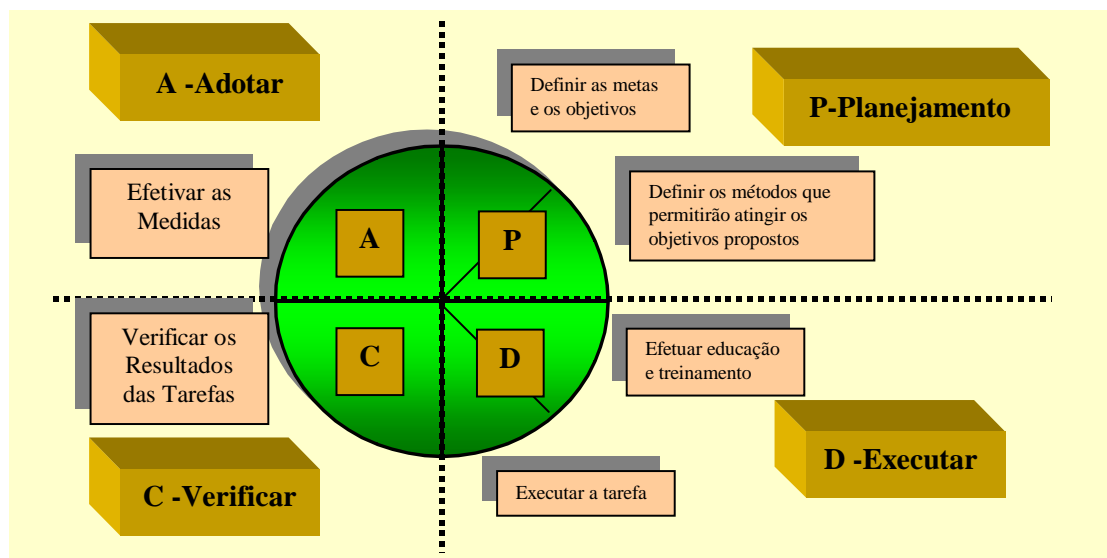 A -Adotar
Definir as metas
e os objetivos
P-Planejamento
Efetivar as
Medidas
Definir os métodos que
permitirão atingir os
objetivos propostos
A
P
Verificar os
Resultados
das Tarefas
C
D
Efetuar educação
e treinamento
C -Verificar
Executar a tarefa
D -Executar